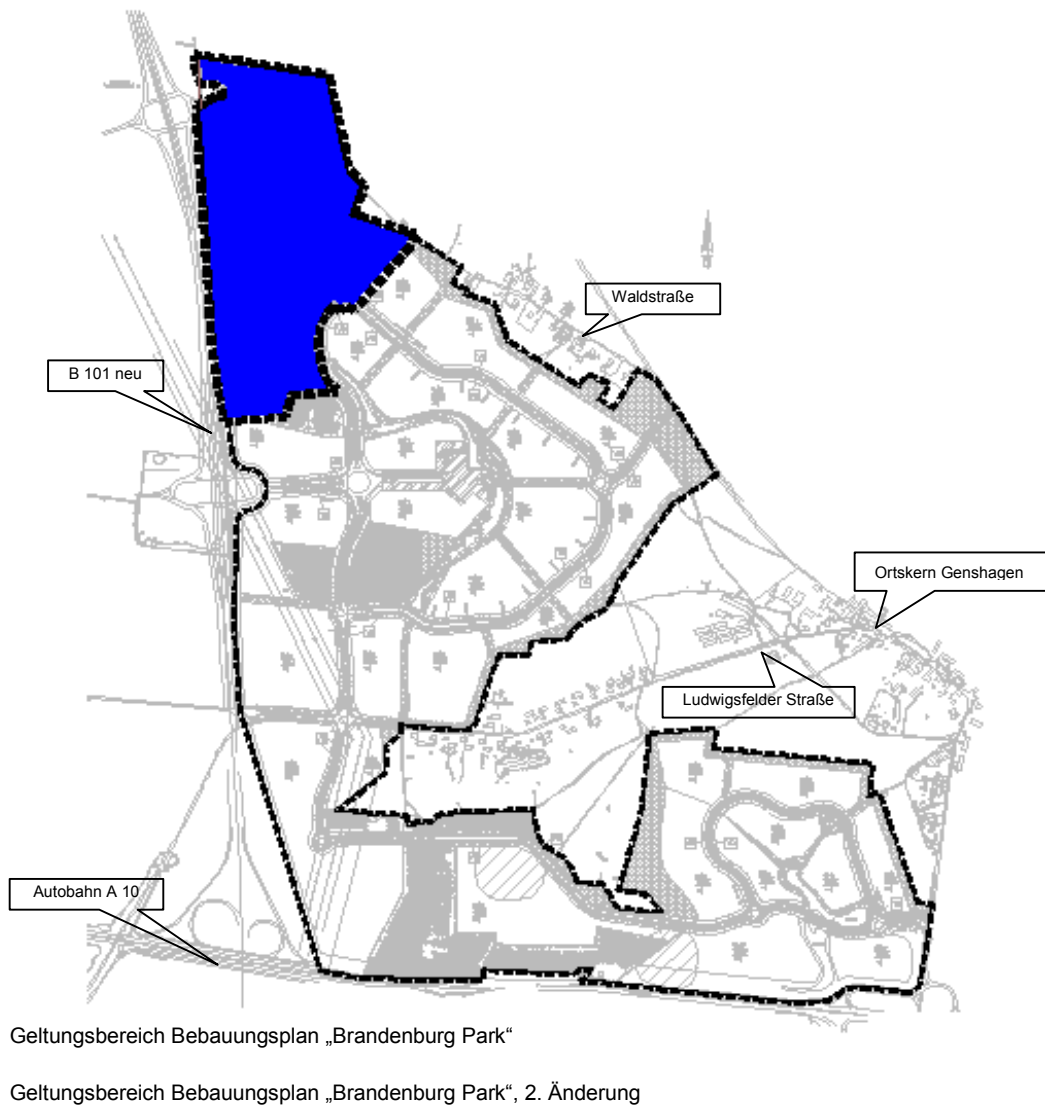 Waldstraße
B 101 neu
Ortskern Genshagen
Ludwigsfelder Straße
Autobahn A 10
Geltungsbereich Bebauungsplan „Brandenburg Park“
Geltungsbereich Bebauungsplan „Brandenburg Park“, 2. Änderung